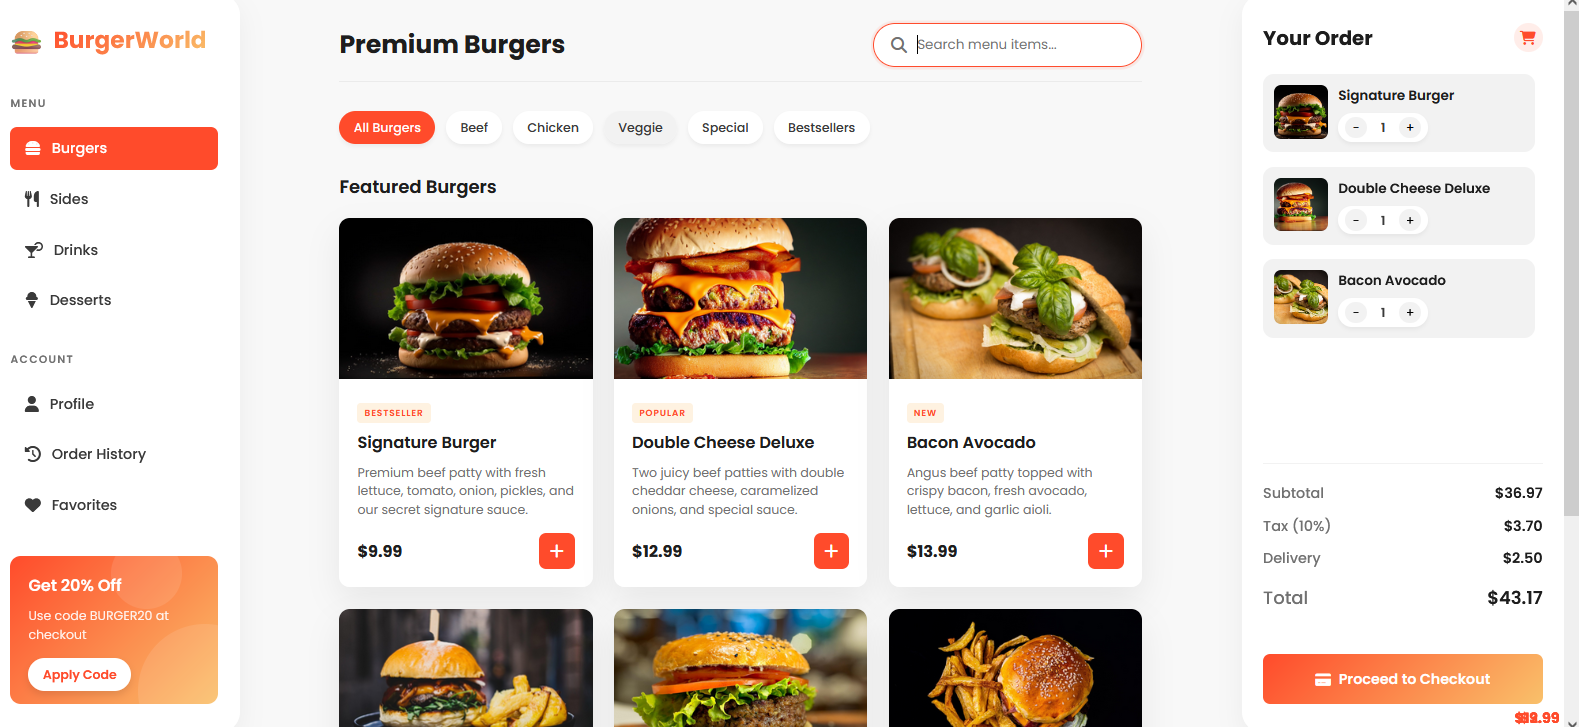 BurgerWorld
MENU
Burgers
Sides
Drinks
Desserts
ACCOUNT
Profile
Order History
Favorites
Get 20% Off
Use code BURGER20 at
checkout
Apply Code
Premium Burgers
Search menu items...
All Burgers
Beef
Chicken
Veggie
Special
Bestsellers
Featured Burgers
BESTSELLER
Signature Burger
Premium beef patty with fresh
lettuce, tomato, onion, pickles, and
our secret signature sauce.
$9.99
POPULAR
Double Cheese Deluxe
Two juicy beef patties with double
cheddar cheese, caramelized
onions, and special sauce.
$12.99
NEW
Bacon Avocado
Angus beef patty topped with
crispy bacon, fresh avocado,
lettuce, and garlic aioli.
$13.99
Your Order
Signature Burger
- 1 +
Double Cheese Deluxe
- 1 +
Bacon Avocado
- 1 +
Subtotal $36.97
Tax (10%) $3.70
Delivery $2.50
Total $43.17
Proceed to Checkout